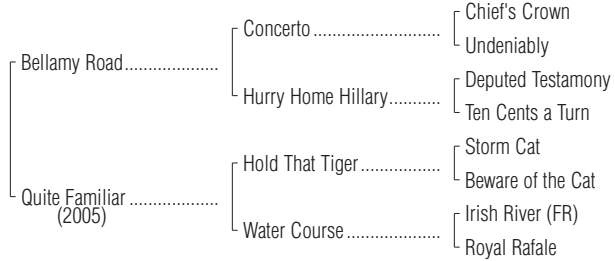 Chief's Crown
Concerto ...........................
Undeniably
Bellamy Road....................
Deputed Testamony
Hurry Home Hillary...........
Ten Cents a Turn
Storm Cat
Hold That Tiger.................
Beware of the Cat
Quite Familiar ...................
(2005)
Irish River (FR)
Water Course ....................
Royal Rafale